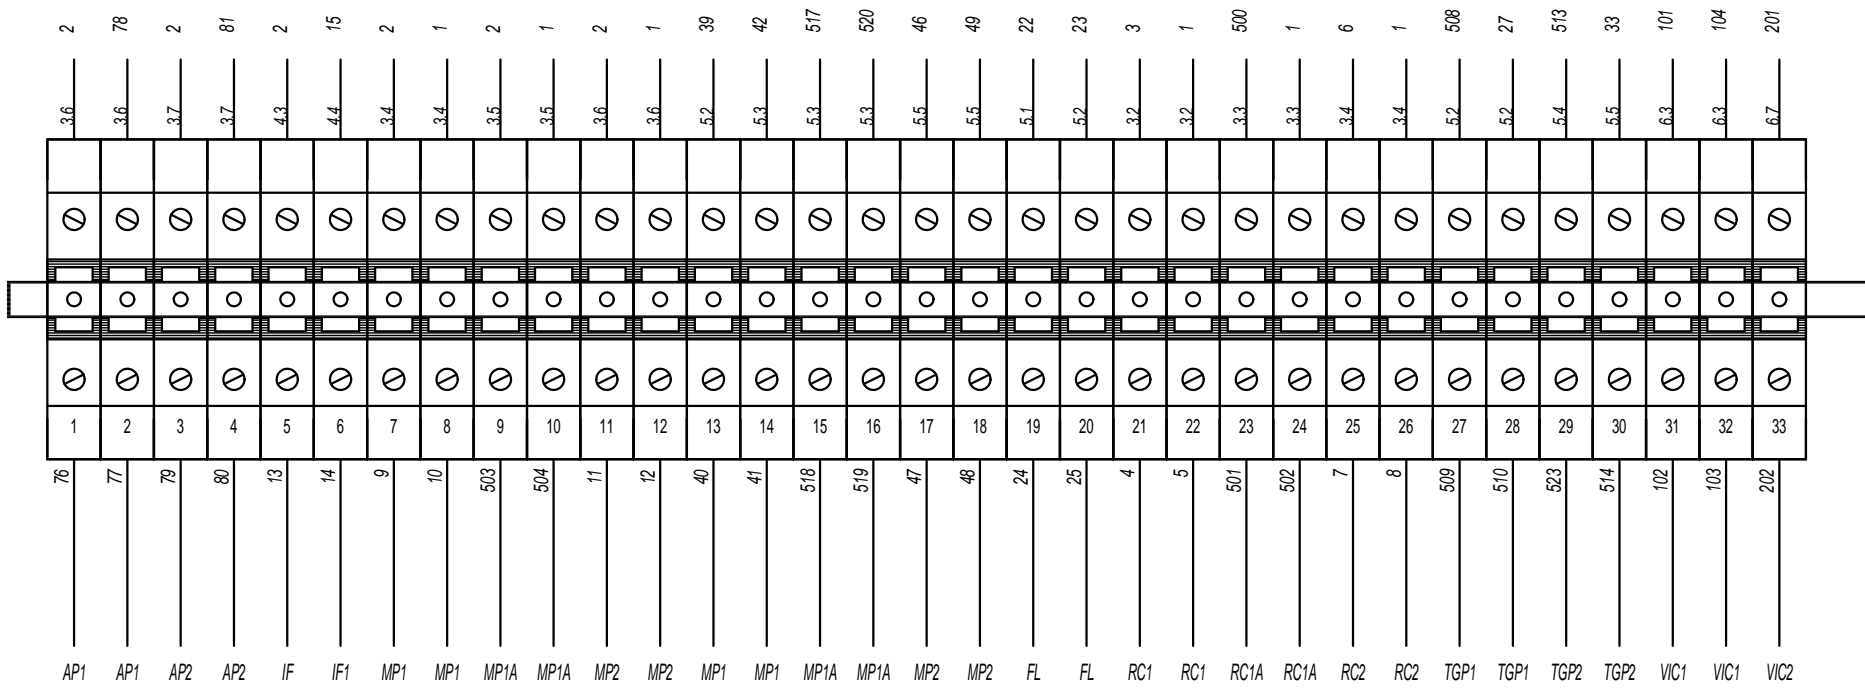 2 78 2 81 2 15 2 1 2 1 2 1 39 42 517 520 46 49 22 23 3 1 500 1 6 1 508 27 513 33 101 104 201
3.6 3.6 3.7 3.7 4.3 4.4 3.4 3.4 3.5 3.5 3.6 3.6 5.2 5.3 5.3 5.3 5.5 5.5 5.1 5.2 3.2 3.2 3.3 3.3 3.4 3.4 5.2 5.2 5.4 5.5 6.3 6.3 6.7
1 2 3 4 5 6 7 8 9 10 11 12 13 14 15 16 17 18 19 20 21 22 23 24 25 26 27 28 29 30 31 32 33
76 77 79 80 13 14 9 10 503 504 11 12 40 41 518 519 47 48 24 25 4 5 501 502 7 8 509 510 523 514 102 103 202
AP1 AP1 AP2 AP2 IF IF1 MP1 MP1 MP1A MP1A MP2 MP2 MP1 MP1 MP1A MP1A MP2 MP2 FL FL RC1 RC1 RC1A RC1A RC2 RC2 TGP1 TGP1 TGP2 TGP2 VIC1 VIC1 VIC2